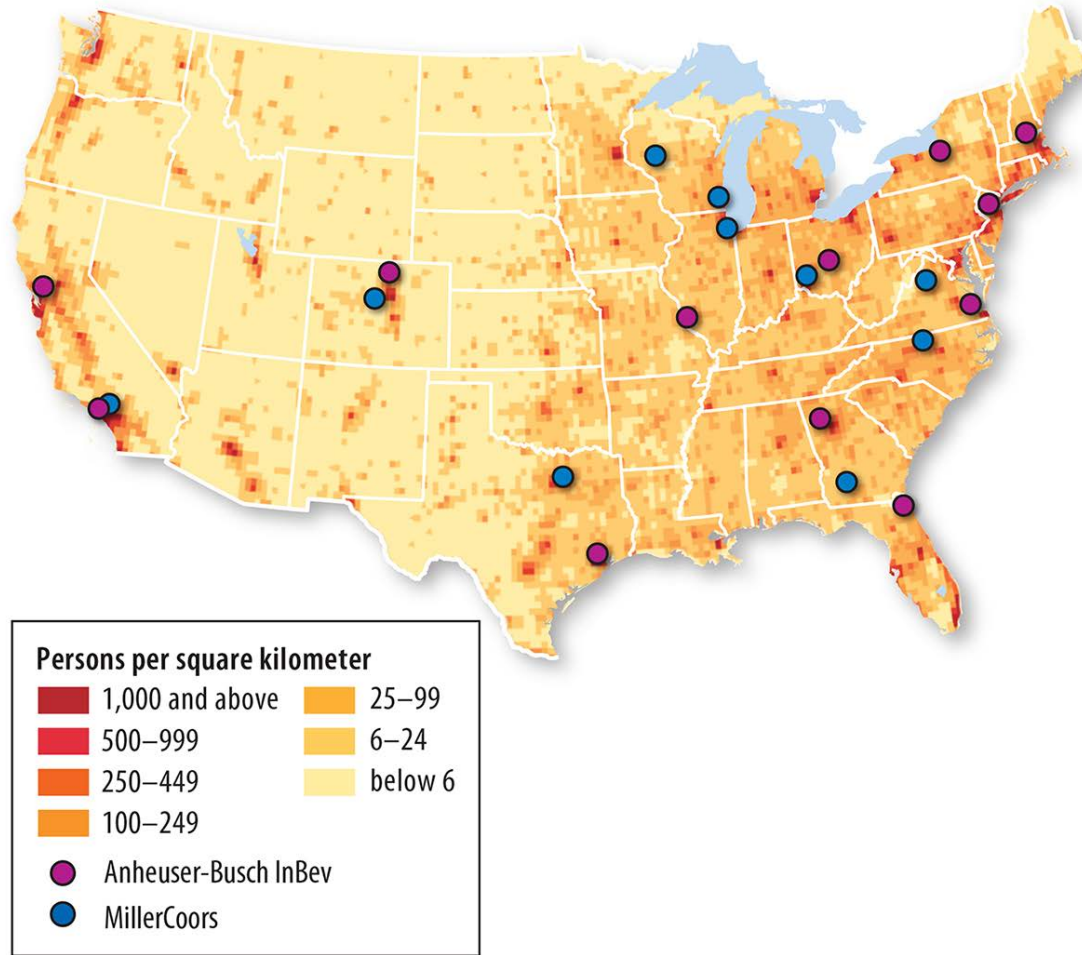 Persons per square kilometer
1,000 and above
500–999
250–449
100–249
25–99
6–24
below 6
Anheuser-Busch InBev
MillerCoors